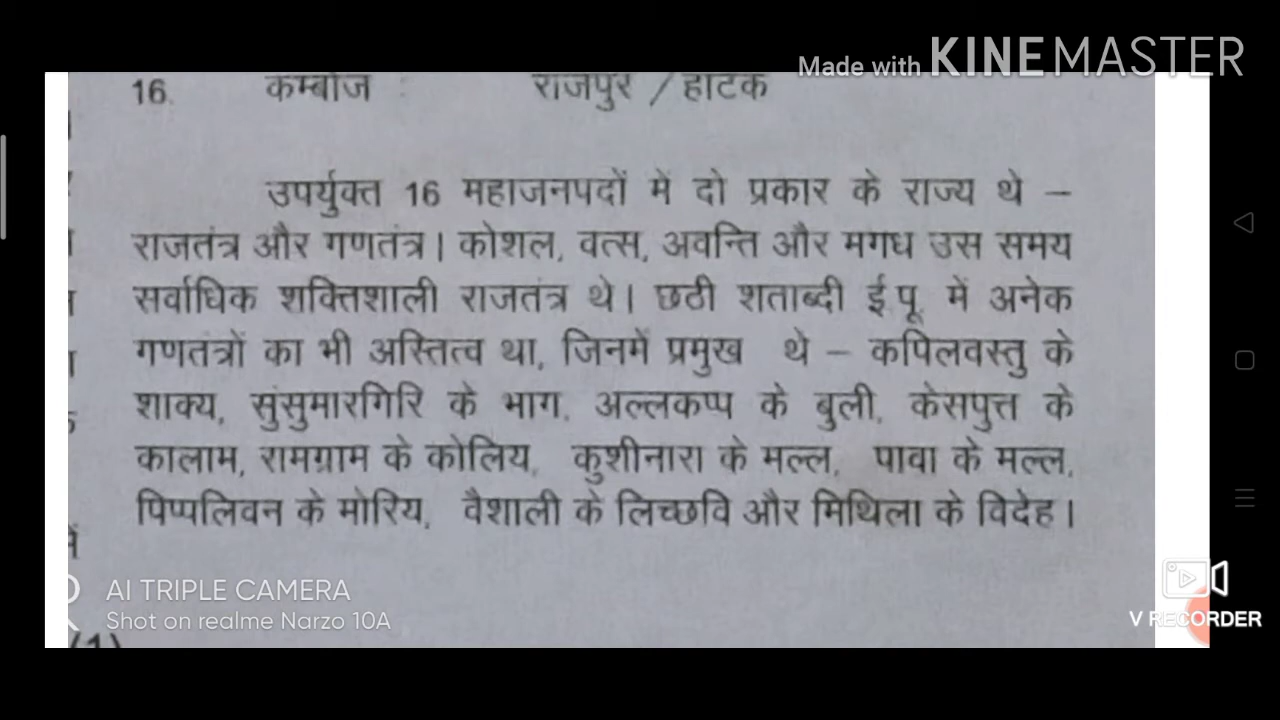 Made with KINEMASTER
16. कम्बोज : राजपुर / हाटक
उपर्युक्त 16 महाजनपदों में दो प्रकार के राज्य थे –
राजतंत्र और गणतंत्र। कोशल, वत्स, अवन्ति और मगध उस समय
सर्वाधिक शक्तिशाली राजतंत्र थे। छठी शताब्दी ई.पू. में अनेक
गणतंत्रों का भी अस्तित्व था, जिनमें प्रमुख थे – कपिलवस्तु के
शाक्य, सुंसुमारगिरि के भाग, अल्लकप्प के बुली, केसपुत्त के
कालाम, रामग्राम के कोलिय, कुशीनारा के मल्ल, पावा के मल्ल,
पिप्पलिवन के मोरिय, वैशाली के लिच्छवि और मिथिला के विदेह।
AI TRIPLE CAMERA
Shot on realme Narzo 10A
V RECORDER
(1)